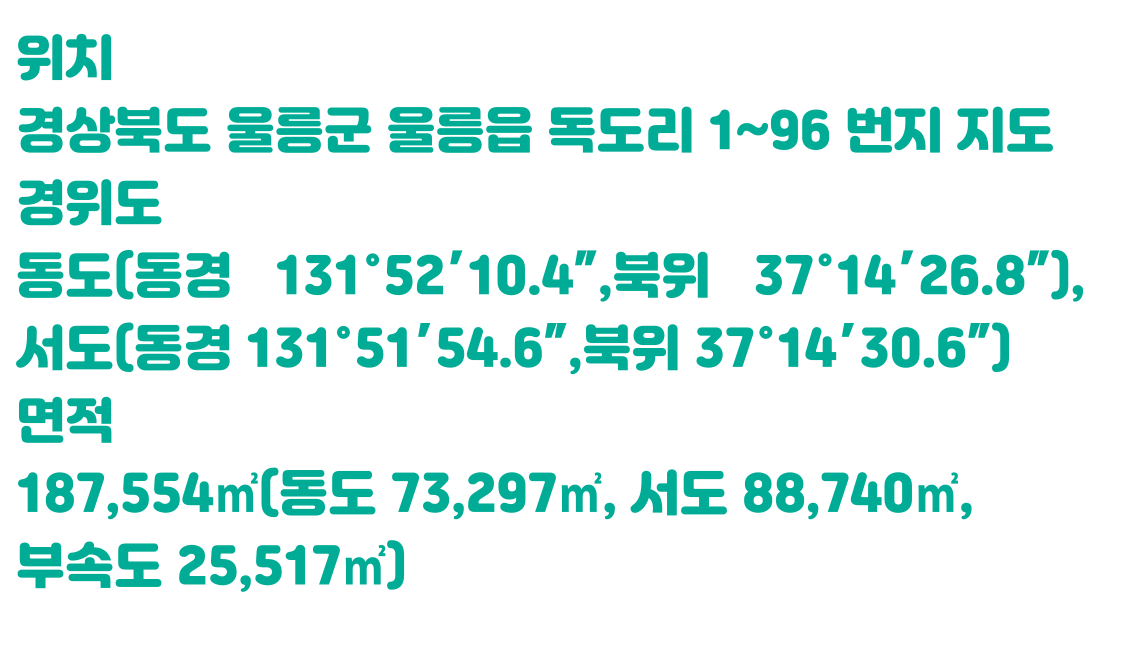 위치
경상북도 울릉군 울릉읍 독도리 1~96 번지 지도
경위도
동도(동경 131°52′10.4″,북위 37°14′26.8″),
서도(동경 131°51′54.6″,북위 37°14′30.6″)
면적
187,554㎡(동도 73,297㎡, 서도 88,740㎡,
부속도 25,517㎡)